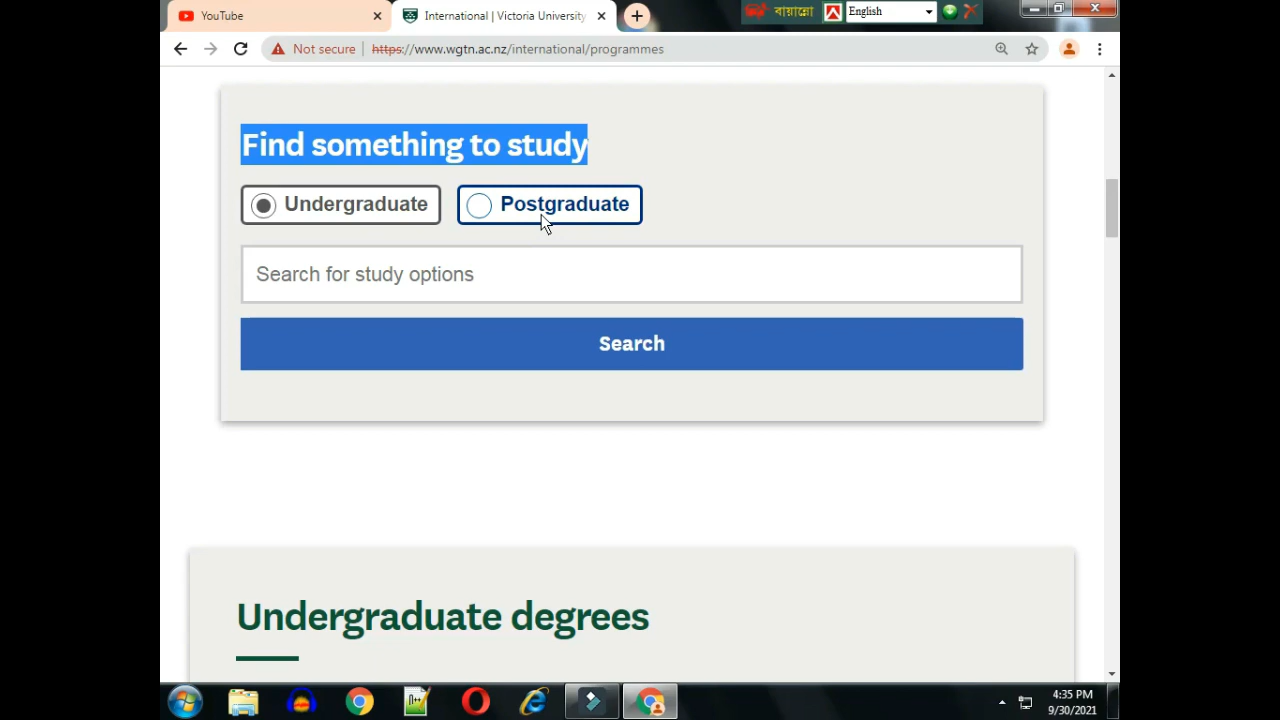 YouTube
International | Victoria University
বায়ান্নো
English
Not secure
https://www.wgtn.ac.nz/international/programmes
Find something to study
Undergraduate
Postgraduate
Search for study options
Search
Undergraduate degrees
4:35 PM
9/30/2021